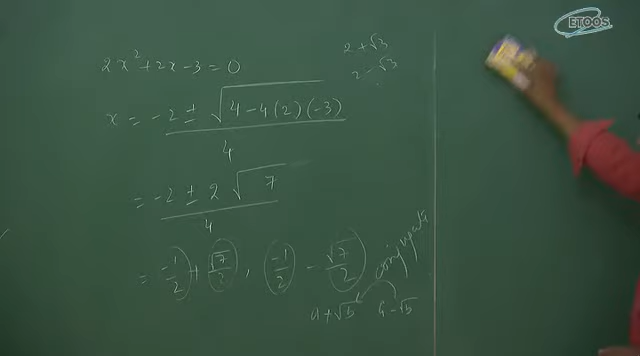 ETOOS
2x² + 2x - 3 = 0
2 + √3
2 - √3
x = -2 ± √4 - 4(2)(-3)
4
= -2 ± 2 √7
4
= -1/2 + √7/2 , -1/2 - √7/2
conjugate
a + √b a - √b